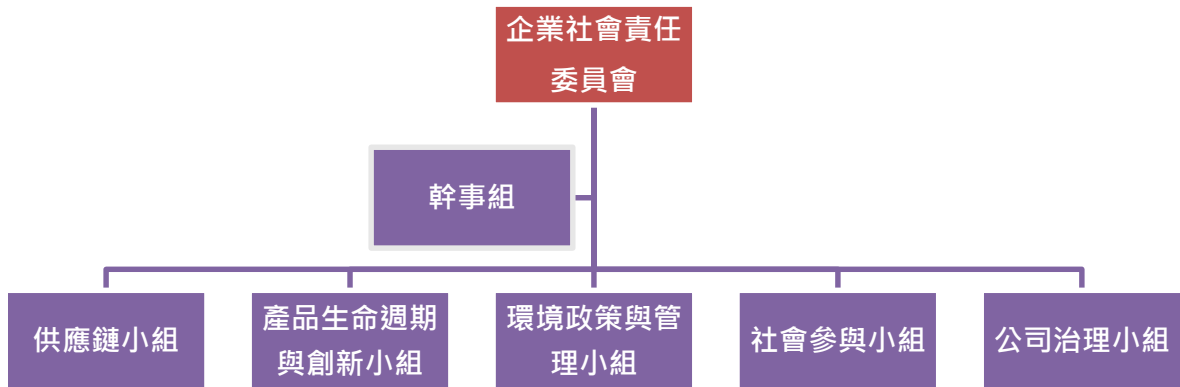 企業社會責任
委員會
幹事組
供應鏈小組
產品生命週期
與創新小組
環境政策與管
理小組
社會參與小組
公司治理小組